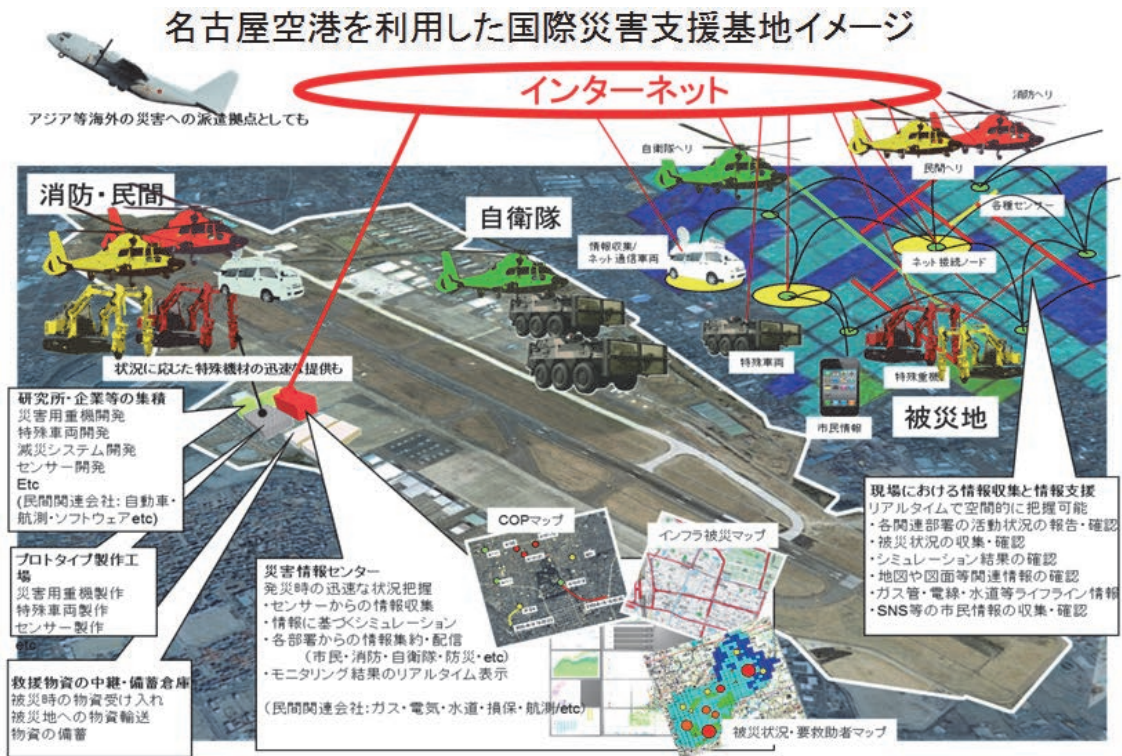 名古屋空港を利用した国際災害支援基地イメージ
インターネット
アジア等海外の災害への派遣拠点としても
消防ヘリ
自衛隊ヘリ
民間ヘリ
消防・民間
各種センサー
自衛隊
情報収集/
ネット通信車両
ネット接続ノード
状況に応じた特殊機材の迅速な提供も
特殊車両
特殊重機
市民情報
被災地
研究所・企業等の集積
災害用重機開発
特殊車両開発
減災システム開発
センサー開発
Etc
(民間関連会社：自動車・
航測・ソフトウェアetc)
プロトタイプ製作工
場
災害用重機製作
特殊車両製作
センサー製作
etc
救援物資の中継・備蓄倉庫
被災時の物資受け入れ
被災地への物資輸送
物資の備蓄
災害情報センター
発災時の迅速な状況把握
・センサーからの情報収集
・情報に基づくシミュレーション
・各部署からの情報集約・配信
（市民・消防・自衛隊・防災・etc）
・モニタリング結果のリアルタイム表示
（民間関連会社：ガス・電気・水道・損保・航測/etc）
COPマップ
インフラ被災マップ
被災状況・要救助者マップ
現場における情報収集と情報支援
リアルタイムで空間的に把握可能
・各関連部署の活動状況の報告・確認
・被災状況の収集・確認
・シミュレーション結果の確認
・地図や図面等関連情報の確認
・ガス管・電線・水道等ライフライン情報
・SNS等の市民情報の収集・確認